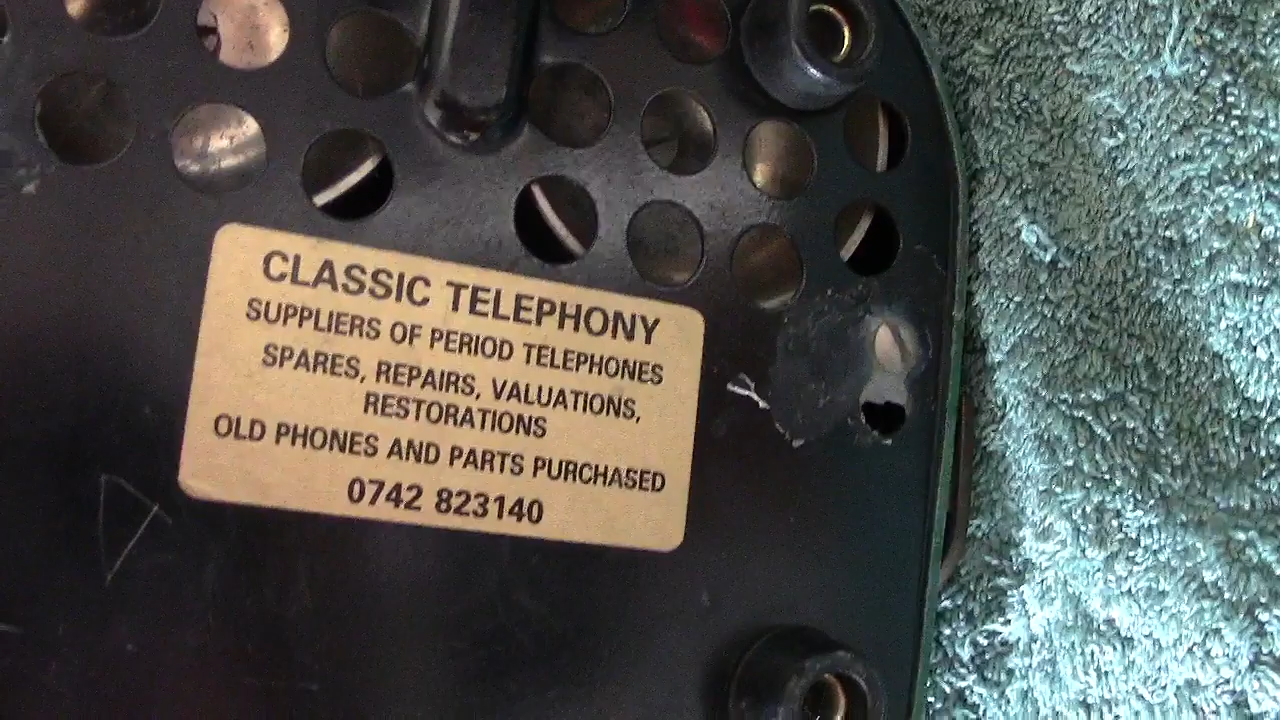 CLASSIC TELEPHONY
SUPPLIERS OF PERIOD TELEPHONES
SPARES, REPAIRS, VALUATIONS,
RESTORATIONS
OLD PHONES AND PARTS PURCHASED
0742 823140